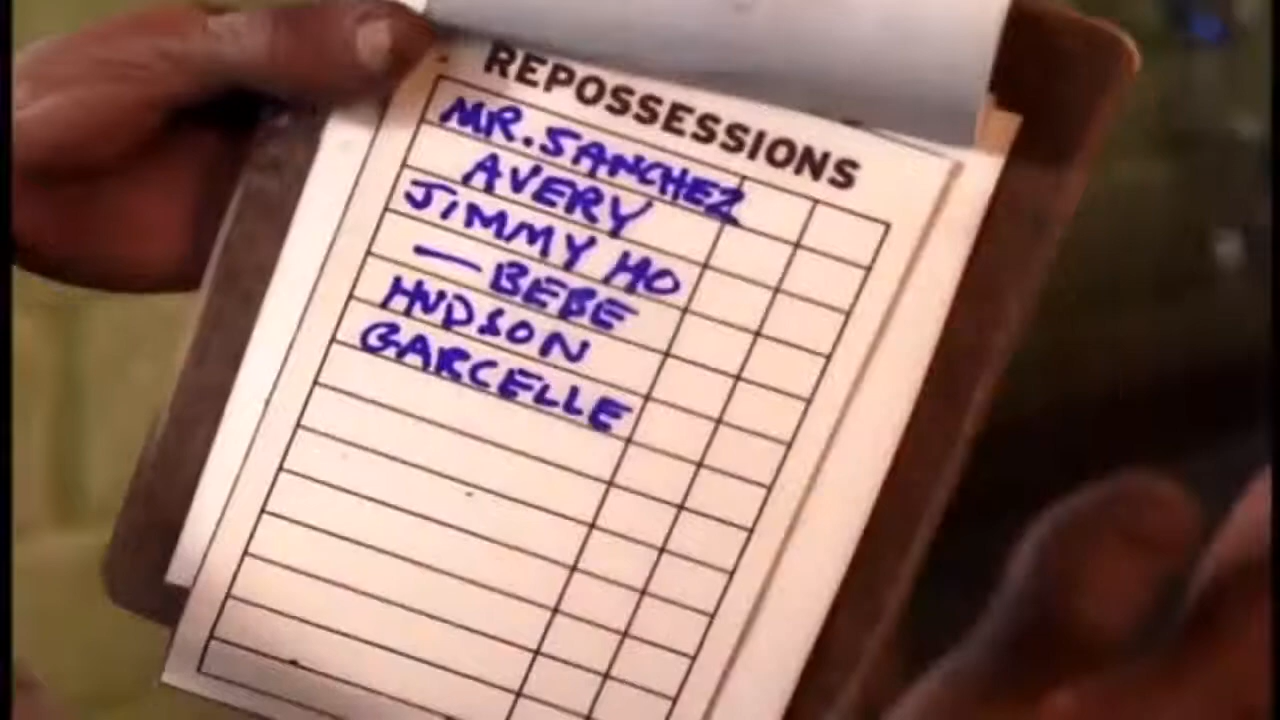 REPOSSESSIONS
MR. SANCHEZ
AVERY
JIMMY HO
— BEBE
HUDSON
GARCELLE